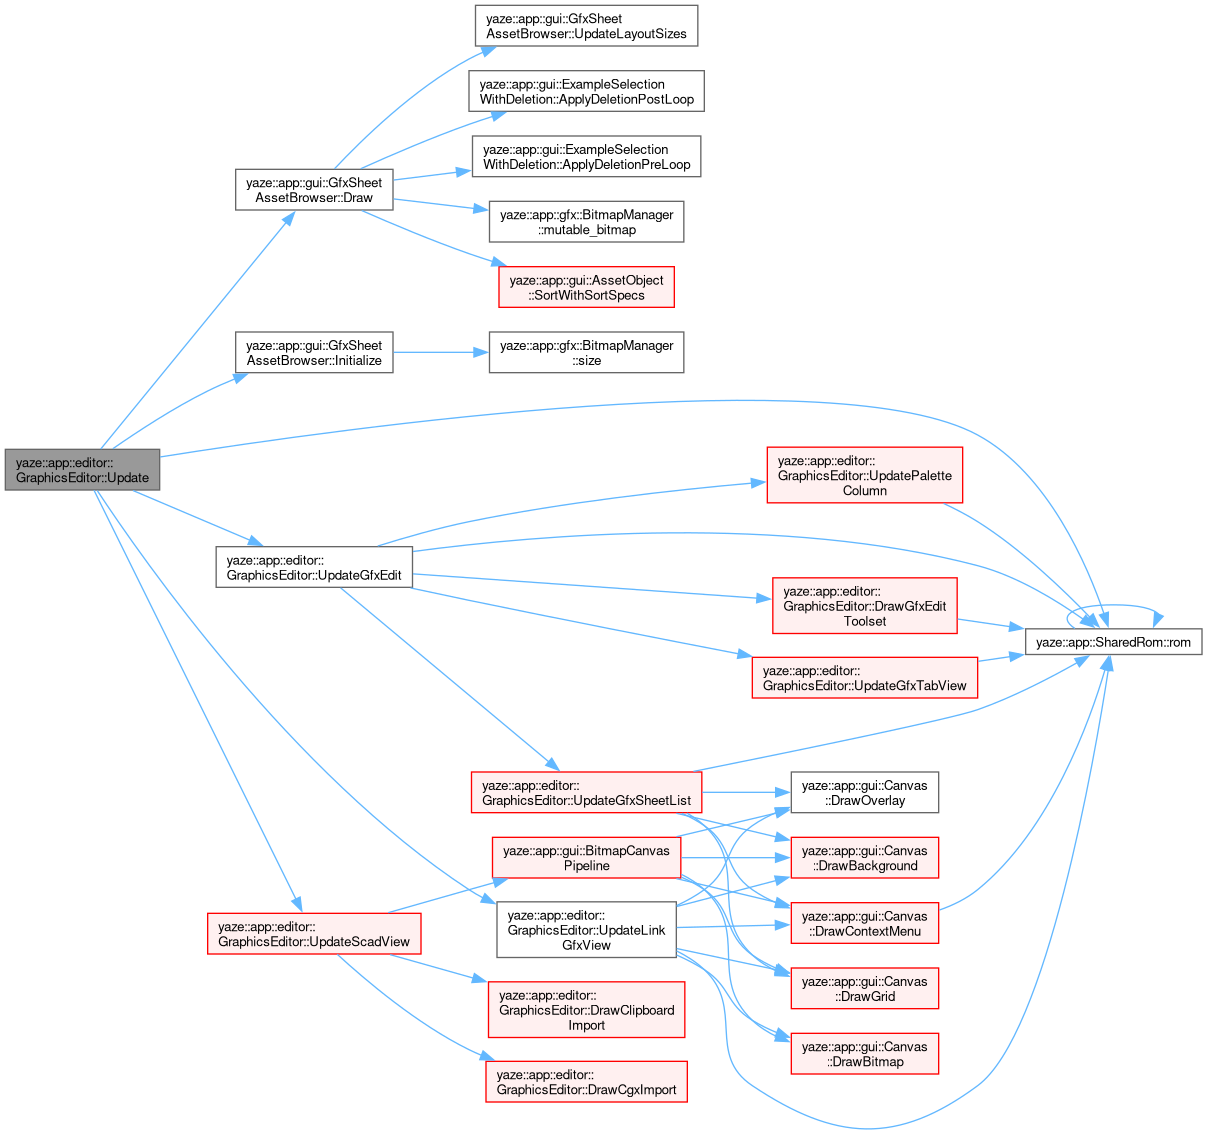 yaze::app::gui::GfxSheet
AssetBrowser::UpdateLayoutSizes
yaze::app::gui::ExampleSelection
WithDeletion::ApplyDeletionPostLoop
yaze::app::gui::ExampleSelection
WithDeletion::ApplyDeletionPreLoop
yaze::app::gui::GfxSheet
AssetBrowser::Draw
yaze::app::gfx::BitmapManager
::mutable_bitmap
yaze::app::gui::AssetObject
::SortWithSortSpecs
yaze::app::gui::GfxSheet
AssetBrowser::Initialize
yaze::app::gfx::BitmapManager
::size
yaze::app::editor::
GraphicsEditor::Update
yaze::app::editor::
GraphicsEditor::UpdatePalette
Column
yaze::app::editor::
GraphicsEditor::UpdateGfxEdit
yaze::app::editor::
GraphicsEditor::DrawGfxEdit
Toolset
yaze::app::SharedRom::rom
yaze::app::editor::
GraphicsEditor::UpdateGfxTabView
yaze::app::editor::
GraphicsEditor::UpdateGfxSheetList
yaze::app::gui::Canvas
::DrawOverlay
yaze::app::gui::BitmapCanvas
Pipeline
yaze::app::gui::Canvas
::DrawBackground
yaze::app::editor::
GraphicsEditor::UpdateScadView
yaze::app::editor::
GraphicsEditor::UpdateLink
GfxView
yaze::app::gui::Canvas
::DrawContextMenu
yaze::app::gui::Canvas
::DrawGrid
yaze::app::editor::
GraphicsEditor::DrawClipboard
Import
yaze::app::gui::Canvas
::DrawBitmap
yaze::app::editor::
GraphicsEditor::DrawCgxImport